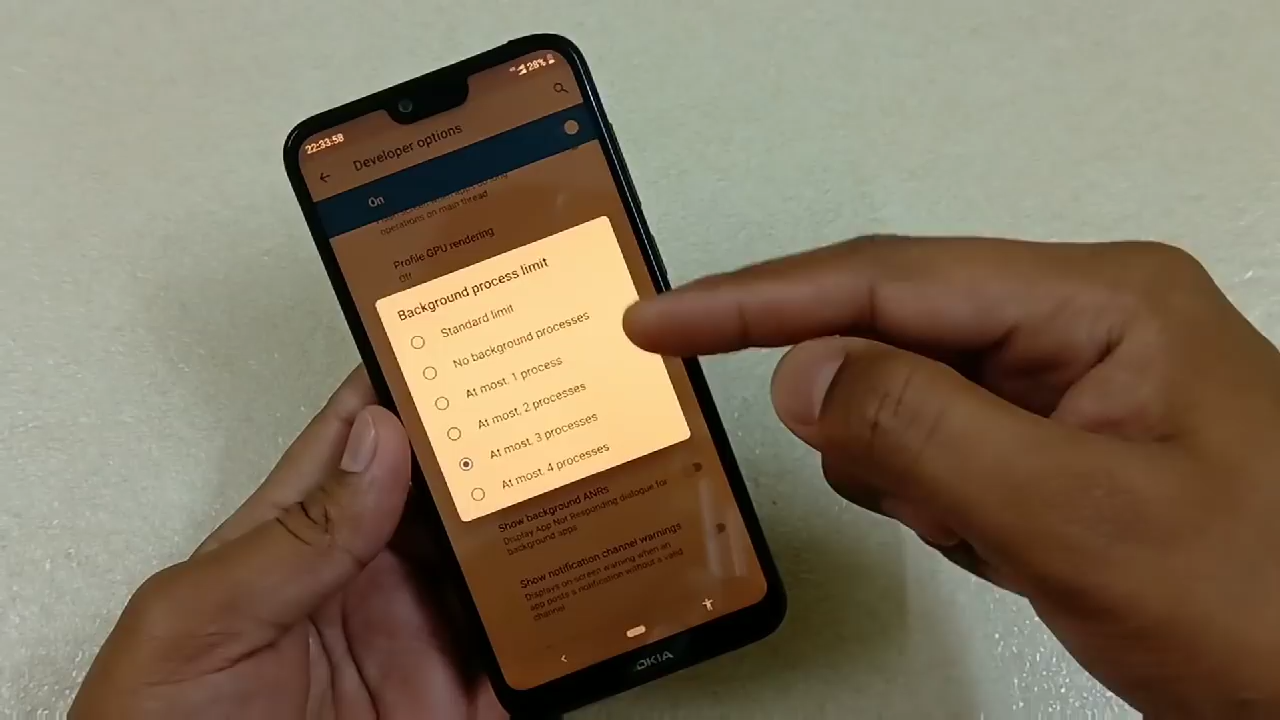 22:33:58
28%
Developer options
On
operations on main thread
Profile GPU rendering
Off
Background process limit
Standard limit
No background processes
At most, 1 process
At most, 2 processes
At most, 3 processes
At most, 4 processes
Show background ANRs
Display App Not Responding dialogue for
background apps
Show notification channel warnings
Displays on-screen warning when an
app posts a notification without a valid
channel
NOKIA